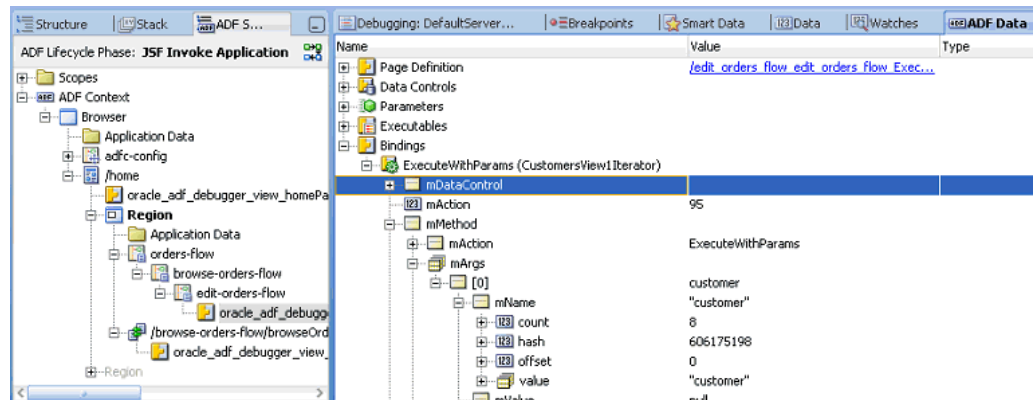 Structure Stack ADF S...
ADF Lifecycle Phase: JSF Invoke Application
Scopes
ADF Context
Browser
Application Data
adfc-config
/home
oracle_adf_debugger_view_homePa
Region
Application Data
orders-flow
browse-orders-flow
edit-orders-flow
oracle_adf_debugg
/browse-orders-flow/browseOrd
oracle_adf_debugger_view_
Region
Debugging: DefaultServer... Breakpoints Smart Data Data Watches ADF Data
Name Value Type
Page Definition /edit_orders_flow_edit_orders_flow_Exec...
Data Controls
Parameters
Executables
Bindings
ExecuteWithParams (CustomersView1Iterator)
mDataControl
mAction 95
mMethod
mAction ExecuteWithParams
mArgs
[0] customer
mName "customer"
count 8
hash 606175198
offset 0
value "customer"
mValue null